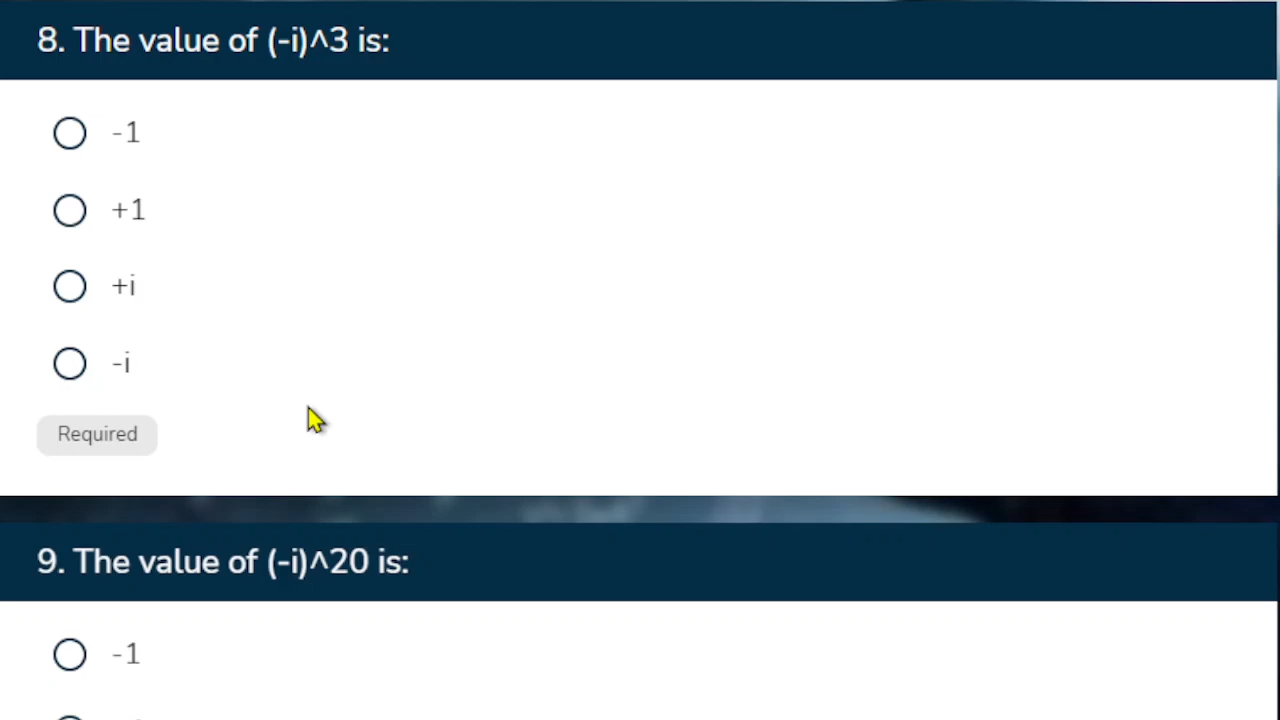 8. The value of (-i)^3 is:
-1
+1
+i
-i
Required
9. The value of (-i)^20 is:
-1